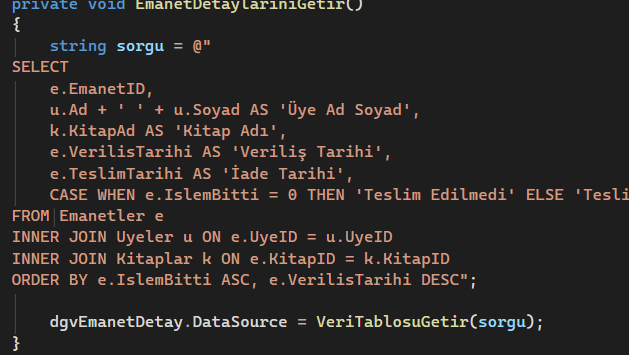 private void EmanetDetaylariniGetir()
{
string sorgu = @"
SELECT
e.EmanetID,
u.Ad + ' ' + u.Soyad AS 'Üye Ad Soyad',
k.KitapAd AS 'Kitap Adı',
e.VerilisTarihi AS 'Veriliş Tarihi',
e.TeslimTarihi AS 'İade Tarihi',
CASE WHEN e.IslemBitti = 0 THEN 'Teslim Edilmedi' ELSE 'Tesli
FROM Emanetler e
INNER JOIN Uyeler u ON e.UyeID = u.UyeID
INNER JOIN Kitaplar k ON e.KitapID = k.KitapID
ORDER BY e.IslemBitti ASC, e.VerilisTarihi DESC";
dgvEmanetDetay.DataSource = VeriTablosuGetir(sorgu);
}